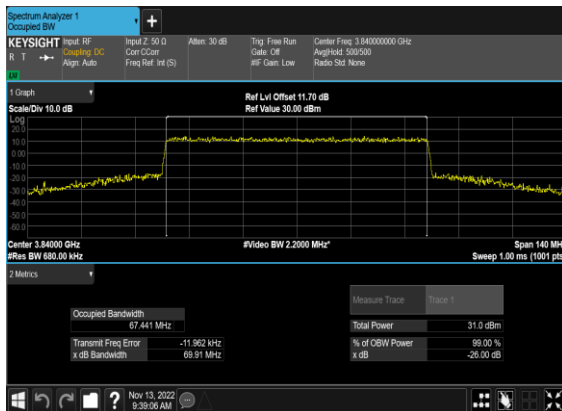 Spectrum Analyzer 1
Occupied BW
KEYSIGHT
R T
Input: RF
Coupling: DC
Align: Auto
Input Z: 50 Ω
Corr CCorr
Freq Ref: Int (S)
Atten: 30 dB
Trig: Free Run
Gate: Off
#IF Gain: Low
Center Freq: 3.840000000 GHz
Avg|Hold: 500/500
Radio Std: None
1 Graph
Scale/Div 10.0 dB
Ref Lvl Offset 11.70 dB
Ref Value 30.00 dBm
Log
20.0
10.0
0.00
-10.0
-20.0
-30.0
-40.0
-50.0
-60.0
Center 3.84000 GHz
#Res BW 680.00 kHz
#Video BW 2.2000 MHz*
Span 140 MH
Sweep 1.00 ms (1001 pts
2 Metrics
Measure Trace
Trace 1
Occupied Bandwidth
67.441 MHz
Total Power
31.0 dBm
Transmit Freq Error
-11.962 kHz
% of OBW Power
99.00 %
x dB Bandwidth
69.91 MHz
x dB
-26.00 dB
?
Nov 13, 2022
9:39:06 AM